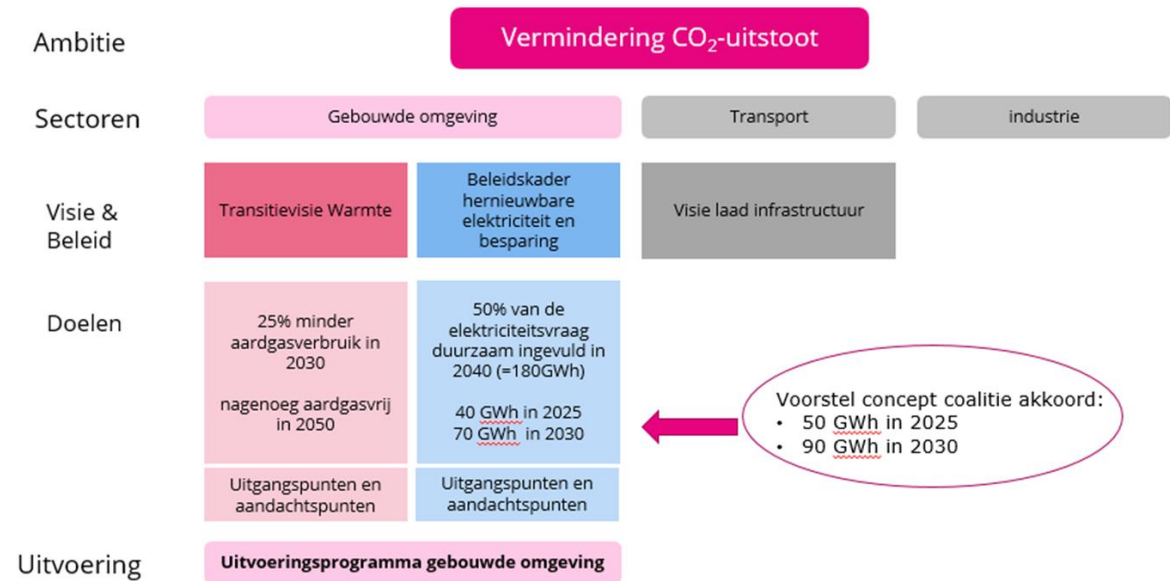 Ambitie
Vermindering CO₂-uitstoot
Sectoren
Gebouwde omgeving
Transport
industrie
Visie &
Beleid
Transitievisie Warmte
Beleidskader
hernieuwbare
elektriciteit en
besparing
Visie laad infrastructuur
Doelen
25% minder
aardgasverbruik in
2030
nagenoeg aardgasvrij
in 2050
50% van de
elektriciteitsvraag
duurzaam ingevuld in
2040 (=180GWh)
40 GWh in 2025
70 GWh in 2030
Voorstel concept coalitie akkoord:
• 50 GWh in 2025
• 90 GWh in 2030
Uitgangspunten en
aandachtspunten
Uitgangspunten en
aandachtspunten
Uitvoering
Uitvoeringsprogramma gebouwde omgeving